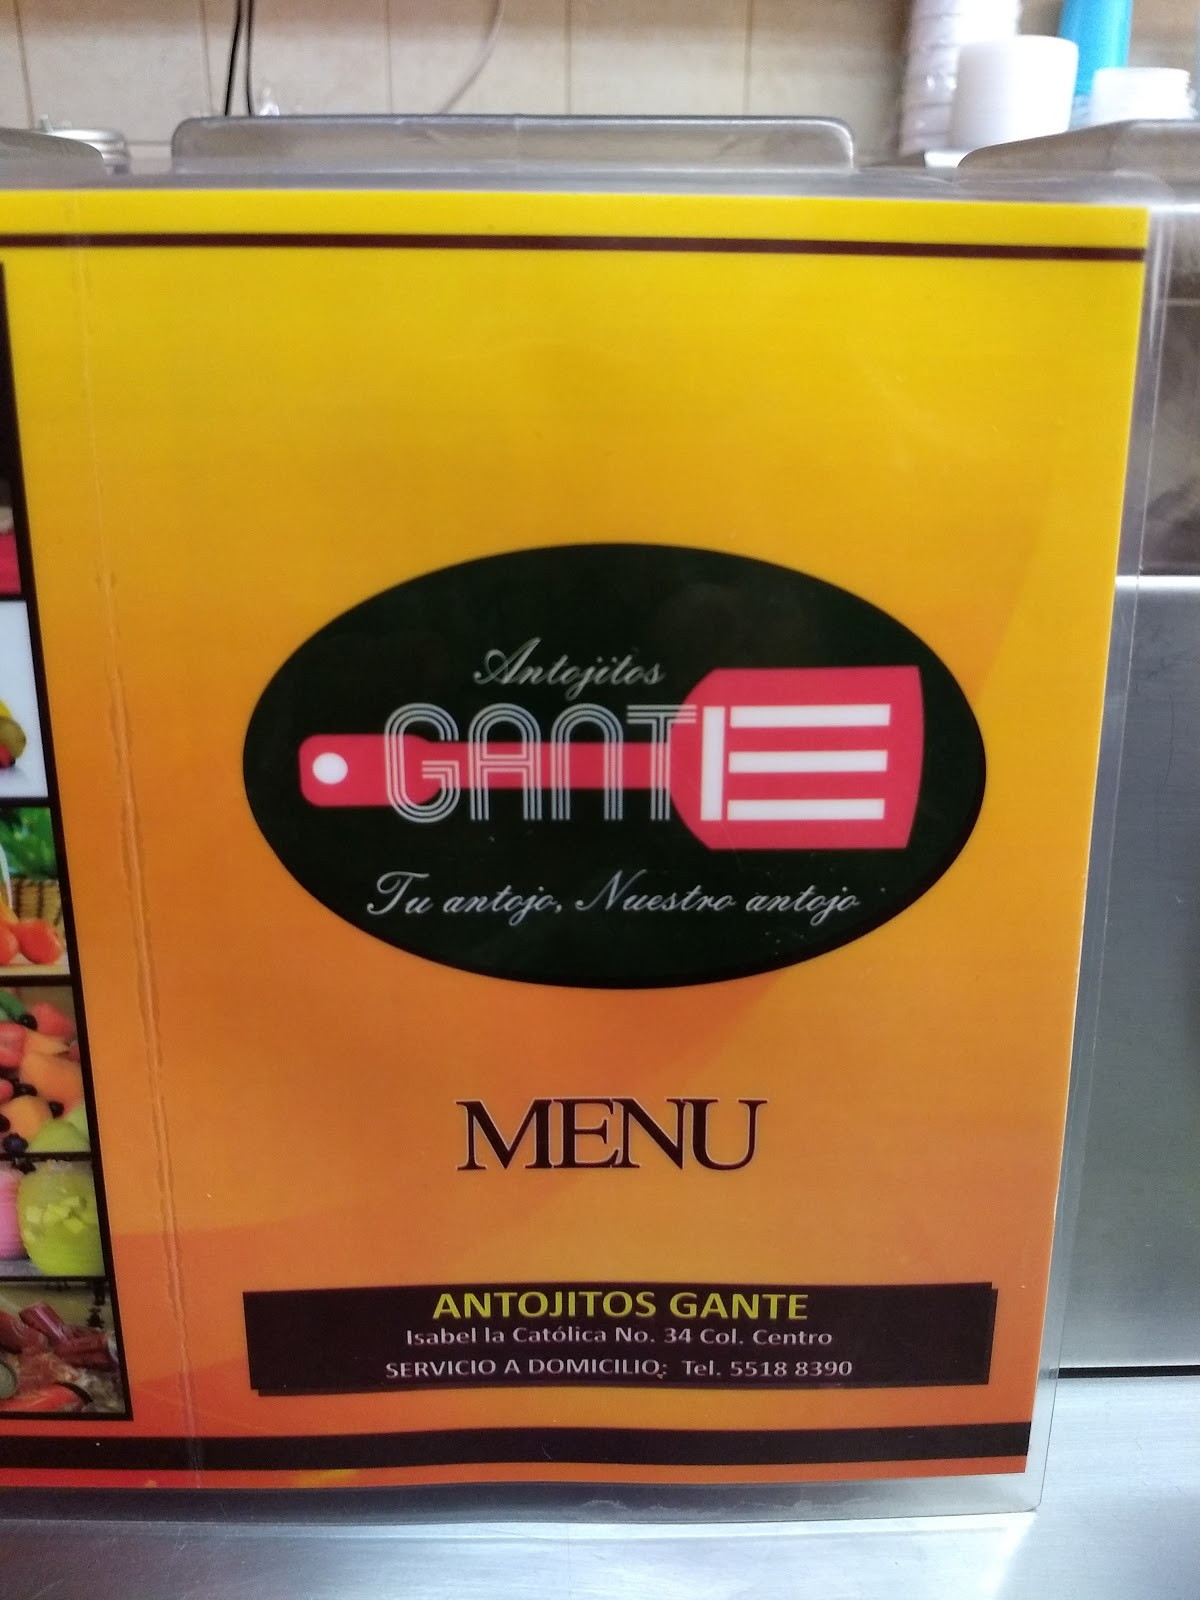 Antojitos
GANTE
Tu antojo, Nuestro antojo
MENU
ANTOJITOS GANTE
Isabel la Católica No. 34 Col. Centro
SERVICIO A DOMICILIO; Tel. 5518 8390